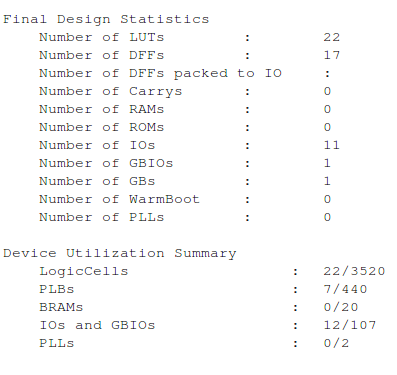 Final Design Statistics
Number of LUTs : 22
Number of DFFs : 17
Number of DFFs packed to IO :
Number of Carrys : 0
Number of RAMs : 0
Number of ROMs : 0
Number of IOs : 11
Number of GBIOs : 1
Number of GBs : 1
Number of WarmBoot : 0
Number of PLLs : 0
Device Utilization Summary
LogicCells : 22/3520
PLBs : 7/440
BRAMs : 0/20
IOs and GBIOs : 12/107
PLLs : 0/2